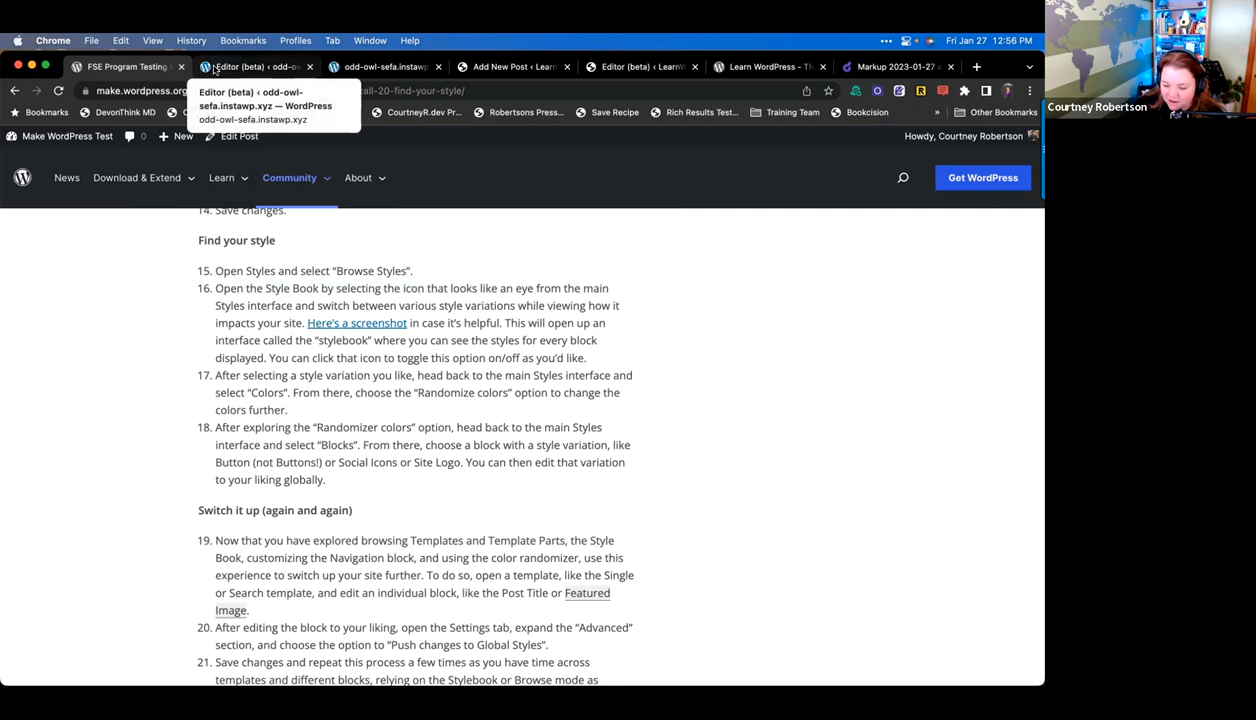 Chrome File Edit View History Bookmarks Profiles Tab Window Help Fri Jan 27 12:56 PM
FSE Program Testing Editor (beta) ‹ odd-ow odd-owl-sefa.instawp Add New Post ‹ Learn Editor (beta) ‹ LearnW Learn WordPress - Th Markup 2023-01-27 a
make.wordpress.org all-20-find-your-style/
Editor (beta) ‹ odd-owl-
sefa.instawp.xyz — WordPress
odd-owl-sefa.instawp.xyz
Bookmarks DevonThink MD CourtneyR.dev Pr... Robertsons Press... Rich Results Test... Training Team Bookcision » Other Bookmarks
Make WordPress Test 0 New Edit Post Howdy, Courtney Robertson
News Download & Extend Learn Community About Get WordPress
14. Save changes.
Find your style
15. Open Styles and select “Browse Styles”.
16. Open the Style Book by selecting the icon that looks like an eye from the main
Styles interface and switch between various style variations while viewing how it
impacts your site. Here’s a screenshot in case it’s helpful. This will open up an
interface called the “stylebook” where you can see the styles for every block
displayed. You can click that icon to toggle this option on/off as you’d like.
17. After selecting a style variation you like, head back to the main Styles interface and
select “Colors”. From there, choose the “Randomize colors” option to change the
colors further.
18. After exploring the “Randomizer colors” option, head back to the main Styles
interface and select “Blocks”. From there, choose a block with a style variation, like
Button (not Buttons!) or Social Icons or Site Logo. You can then edit that variation
to your liking globally.
Switch it up (again and again)
19. Now that you have explored browsing Templates and Template Parts, the Style
Book, customizing the Navigation block, and using the color randomizer, use this
experience to switch up your site further. To do so, open a template, like the Single
or Search template, and edit an individual block, like the Post Title or Featured
Image.
20. After editing the block to your liking, open the Settings tab, expand the “Advanced”
section, and choose the option to “Push changes to Global Styles”.
21. Save changes and repeat this process a few times as you have time across
templates and different blocks, relying on the Stylebook or Browse mode as
Courtney Robertson